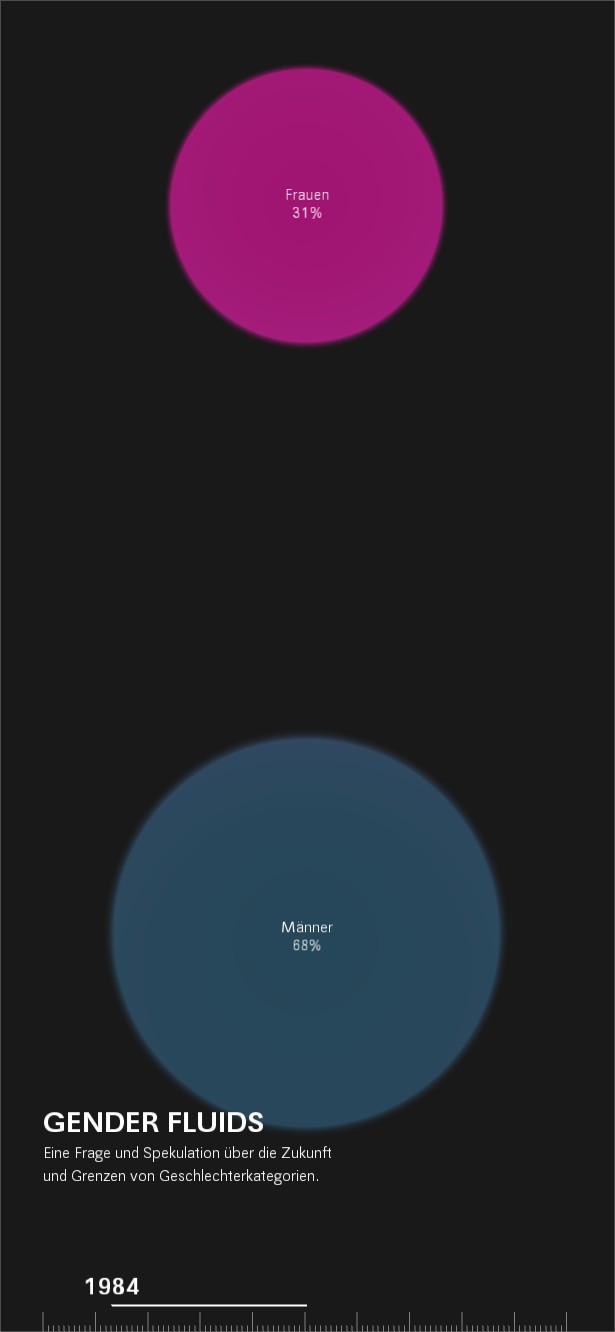 Frauen
31%
Männer
68%
GENDER FLUIDS
Eine Frage und Spekulation über die Zukunft
und Grenzen von Geschlechterkategorien.
1984